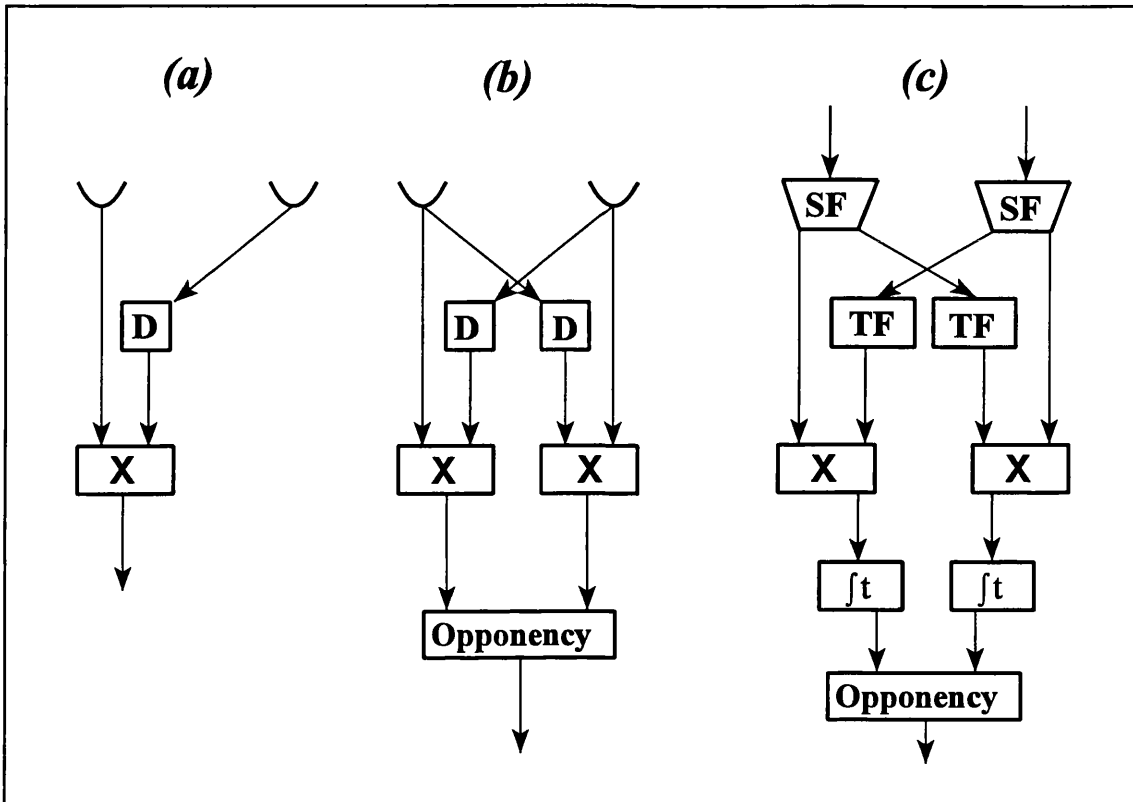 (a)
(b)
(c)
SF SF
D
D D
TF TF
X
X X
X X
∫t ∫t
Opponency
Opponency